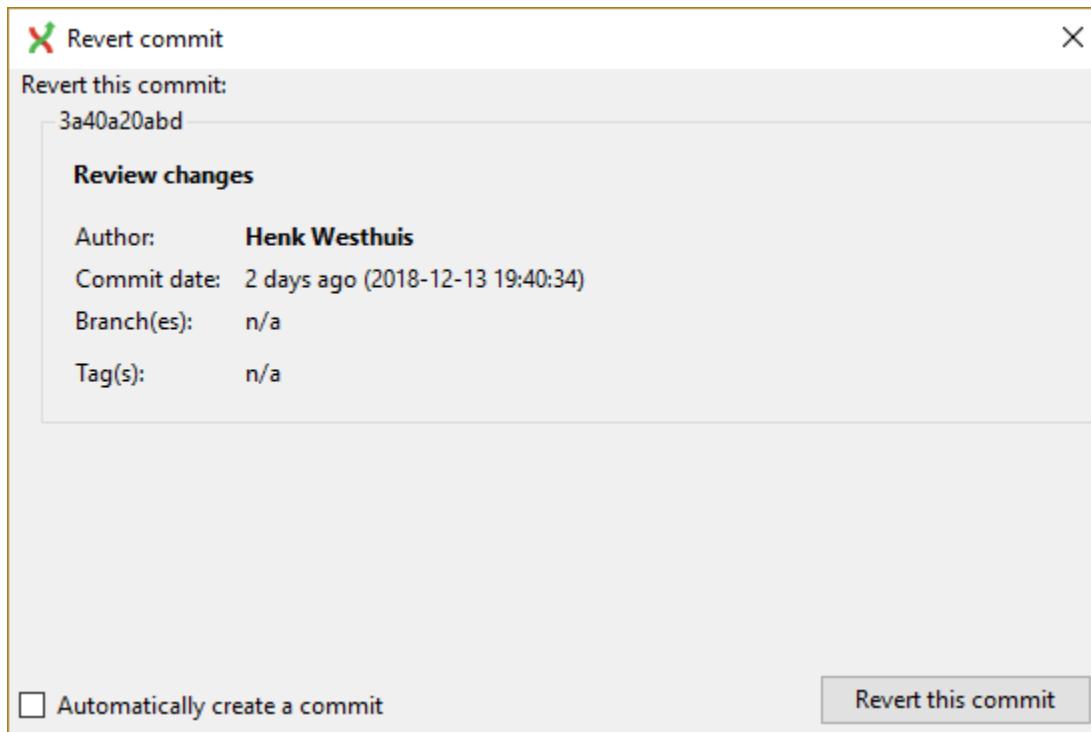 Revert commit
Revert this commit:
3a40a20abd
Review changes
Author: Henk Westhuis
Commit date: 2 days ago (2018-12-13 19:40:34)
Branch(es): n/a
Tag(s): n/a
Automatically create a commit
Revert this commit